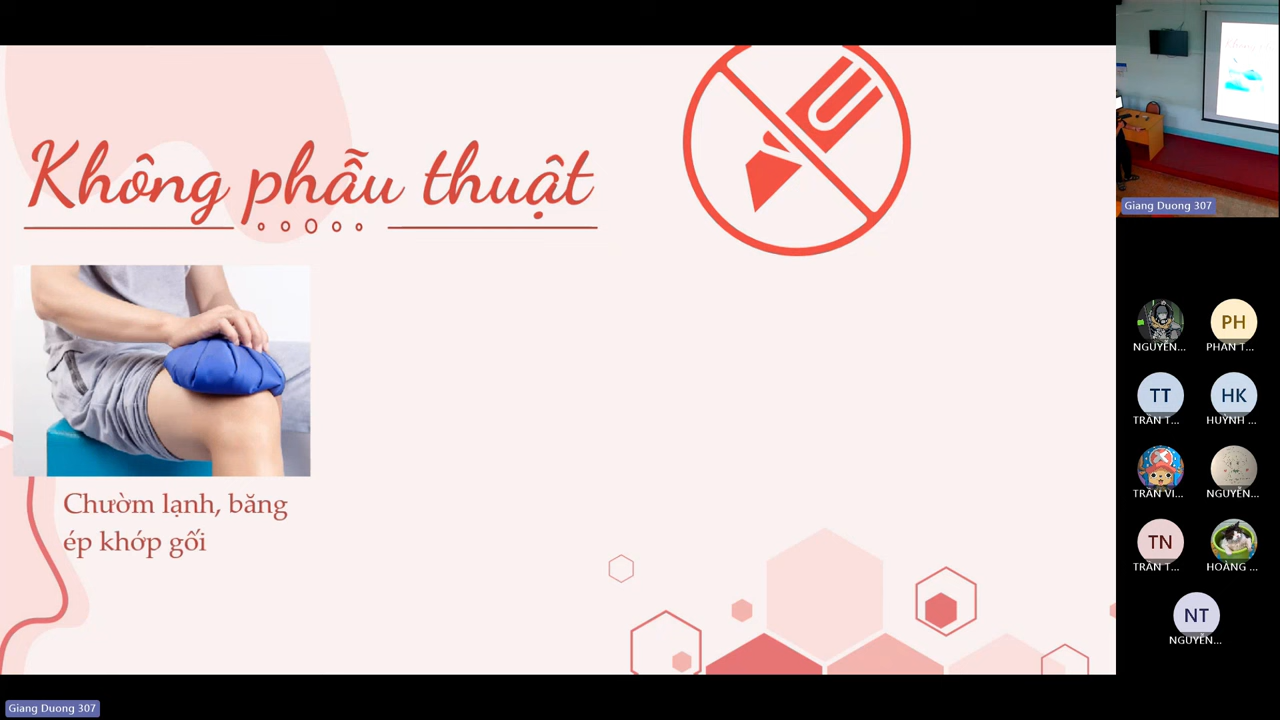 Không phẫu thuật
Chườm lạnh, băng
ép khớp gối
Giang Duong 307
NGUYỄN...
PH
PHAN T...
TT
TRẦN T...
HK
HUỲNH ...
TRẦN VI...
NGUYỄN...
TN
TRẦN T...
HOÀNG ...
NT
NGUYỄN...
Giang Duong 307